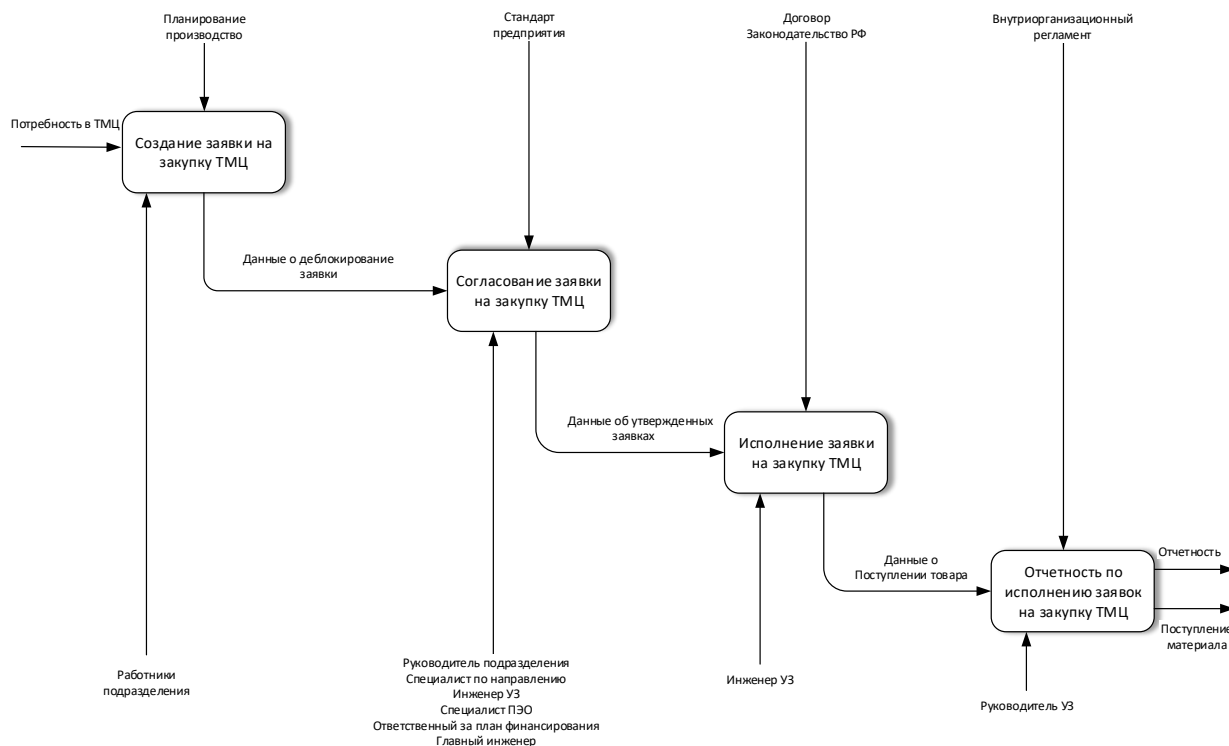 Планирование
производство
Стандарт
предприятия
Договор
Законодательство РФ
Внутриорганизационный
регламент
Потребность в ТМЦ
Создание заявки на
закупку ТМЦ
Данные о деблокирование
заявки
Согласование заявки
на закупку ТМЦ
Данные об утвержденных
заявках
Исполнение заявки
на закупку ТМЦ
Данные о
Поступлении товара
Отчетность по
исполнению заявок
на закупку ТМЦ
Отчетность
Поступление
материала
Работники
подразделения
Руководитель подразделения
Специалист по направлению
Инженер УЗ
Специалист ПЭО
Ответственный за план финансирования
Главный инженер
Инженер УЗ
Руководитель УЗ